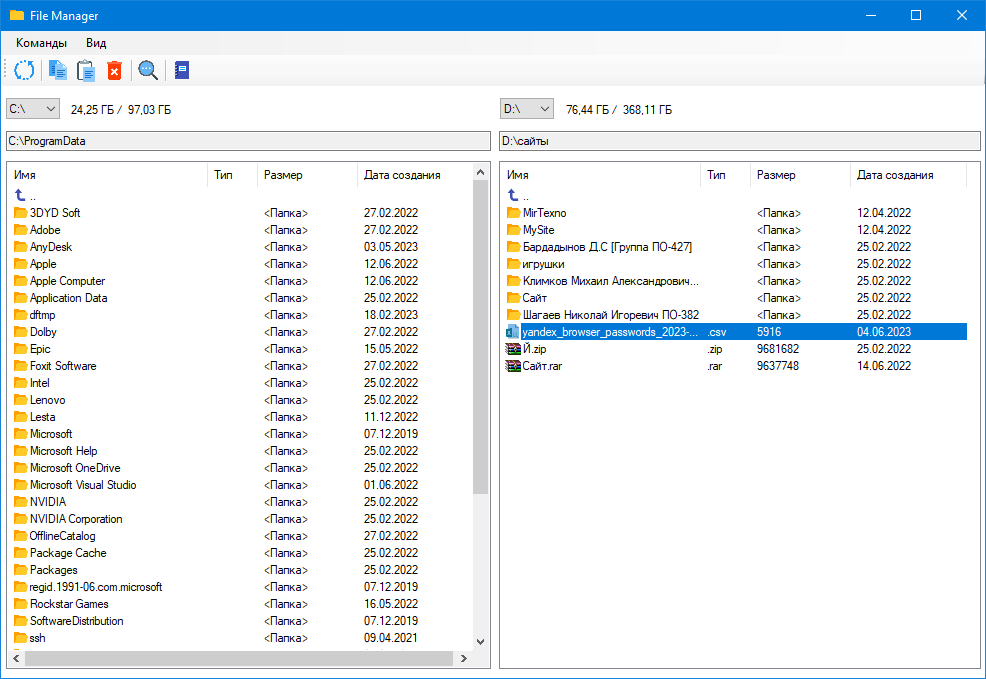 File Manager
Команды Вид
C:\ 24,25 ГБ / 97,03 ГБ
C:\ProgramData
Имя Тип Размер Дата создания
..
3DYD Soft <Папка> 27.02.2022
Adobe <Папка> 27.02.2022
AnyDesk <Папка> 03.05.2023
Apple <Папка> 12.06.2022
Apple Computer <Папка> 12.06.2022
Application Data <Папка> 25.02.2022
dftmp <Папка> 18.02.2023
Dolby <Папка> 27.02.2022
Epic <Папка> 15.05.2022
Foxit Software <Папка> 27.02.2022
Intel <Папка> 25.02.2022
Lenovo <Папка> 25.02.2022
Lesta <Папка> 11.12.2022
Microsoft <Папка> 07.12.2019
Microsoft Help <Папка> 25.02.2022
Microsoft OneDrive <Папка> 25.02.2022
Microsoft Visual Studio <Папка> 01.06.2022
NVIDIA <Папка> 25.02.2022
NVIDIA Corporation <Папка> 25.02.2022
OfflineCatalog <Папка> 27.02.2022
Package Cache <Папка> 25.02.2022
Packages <Папка> 25.02.2022
regid.1991-06.com.microsoft <Папка> 07.12.2019
Rockstar Games <Папка> 16.05.2022
SoftwareDistribution <Папка> 07.12.2019
ssh <Папка> 09.04.2021
D:\ 76,44 ГБ / 368,11 ГБ
D:\сайты
Имя Тип Размер Дата создания
..
MirTexno <Папка> 12.04.2022
MySite <Папка> 12.04.2022
Бардадынов Д.С [Группа ПО-427] <Папка> 25.02.2022
игрушки <Папка> 25.02.2022
Климков Михаил Александрович... <Папка> 25.02.2022
Сайт <Папка> 25.02.2022
Шагаев Николай Игоревич ПО-382 <Папка> 25.02.2022
yandex_browser_passwords_2023-... .csv 5916 04.06.2023
Й.zip .zip 9681682 25.02.2022
Сайт.rar .rar 9637748 14.06.2022